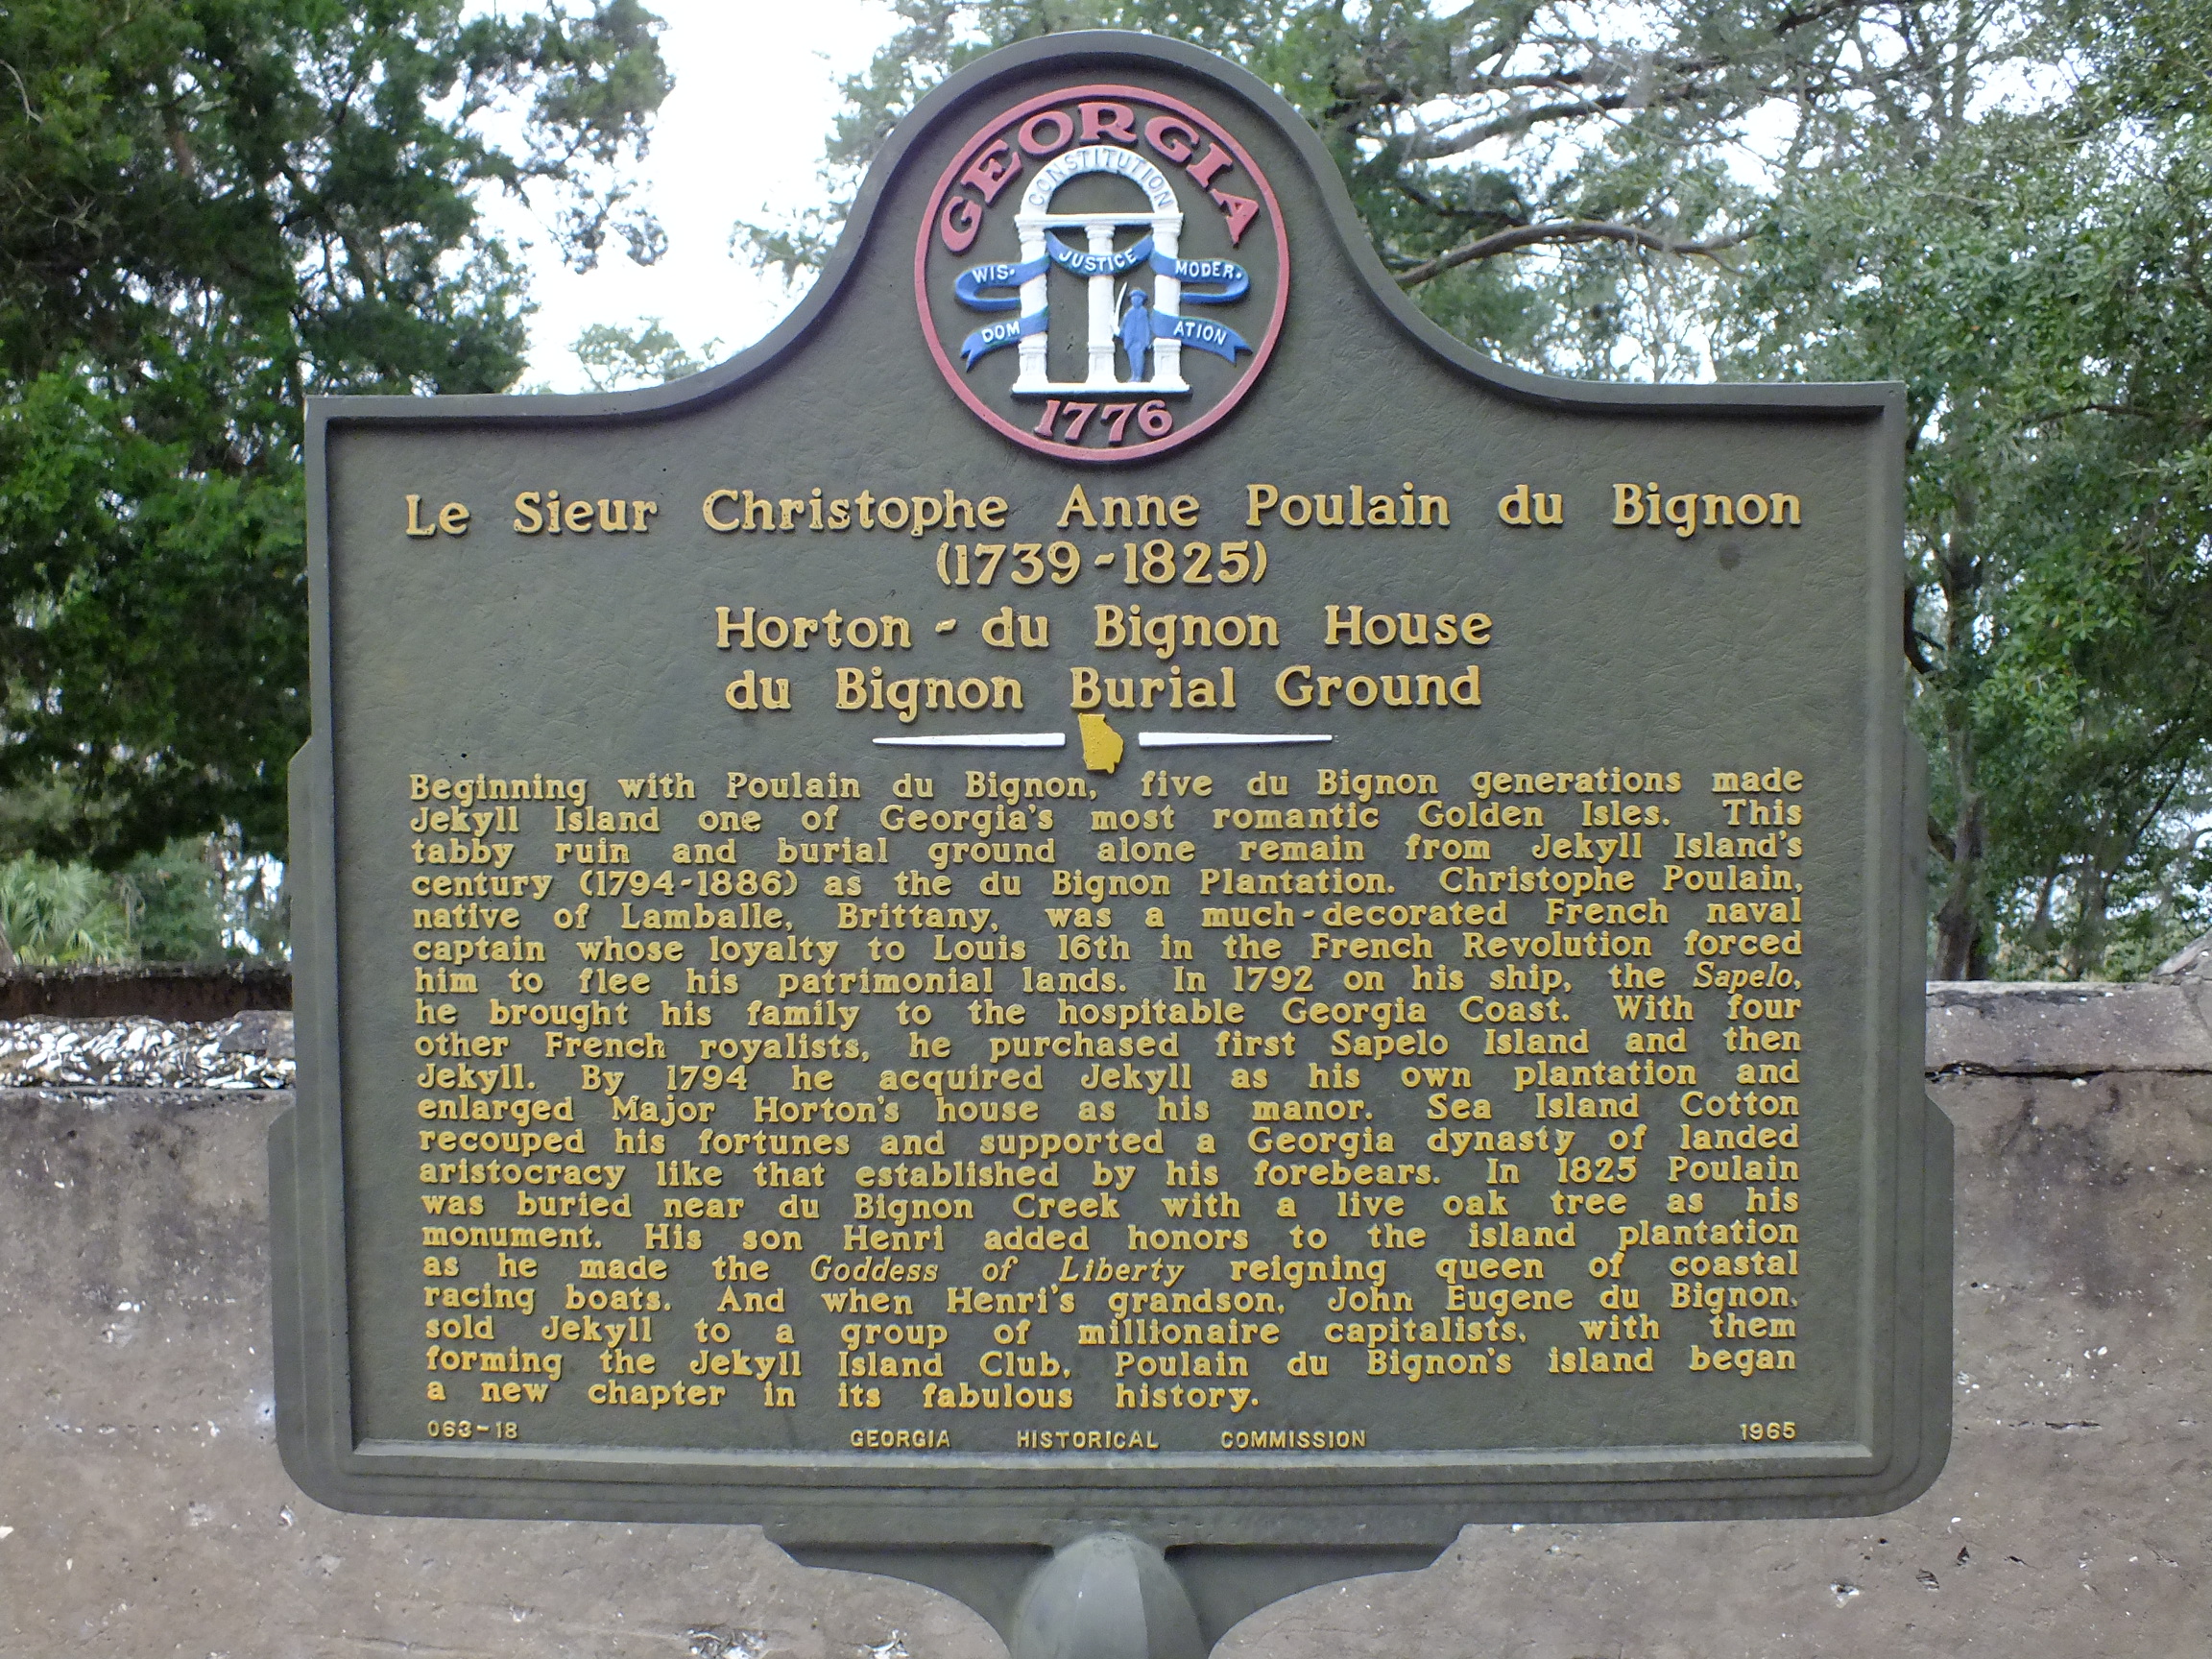 GEORGIA
CONSTITUTION
WIS- JUSTICE MODER-
DOM ATION
1776
Le Sieur Christophe Anne Poulain du Bignon
(1739-1825)
Horton - du Bignon House
du Bignon Burial Ground
Beginning with Poulain du Bignon, five du Bignon generations made
Jekyll Island one of Georgia's most romantic Golden Isles. This
tabby ruin and burial ground alone remain from Jekyll Island's
century (1794-1886) as the du Bignon Plantation. Christophe Poulain,
native of Lamballe, Brittany, was a much-decorated French naval
captain whose loyalty to Louis 16th in the French Revolution forced
him to flee his patrimonial lands. In 1792 on his ship, the Sapelo,
he brought his family to the hospitable Georgia Coast. With four
other French royalists, he purchased first Sapelo Island and then
Jekyll. By 1794 he acquired Jekyll as his own plantation and
enlarged Major Horton's house as his manor. Sea Island Cotton
recouped his fortunes and supported a Georgia dynasty of landed
aristocracy like that established by his forebears. In 1825 Poulain
was buried near du Bignon Creek with a live oak tree as his
monument. His son Henri added honors to the island plantation
as he made the Goddess of Liberty reigning queen of coastal
racing boats. And when Henri's grandson, John Eugene du Bignon,
sold Jekyll to a group of millionaire capitalists, with them
forming the Jekyll Island Club, Poulain du Bignon's island began
a new chapter in its fabulous history.
063-18 GEORGIA HISTORICAL COMMISSION 1965